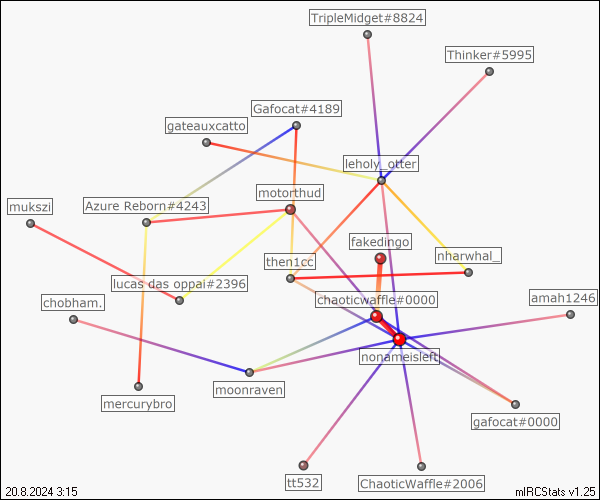 TripleMidget#8824
Thinker#5995
Gafocat#4189
gateauxcatto
leholy_otter
motorthud
mukszi
Azure Reborn#4243
fakedingo
nharwhal_
then1cc
lucas das oppai#2396
chaoticwaffle#0000
amah1246
chobham.
nonameisleft
moonraven
mercurybro
gafocat#0000
tt532
ChaoticWaffle#2006
20.8.2024 3:15
mIRCStats v1.25